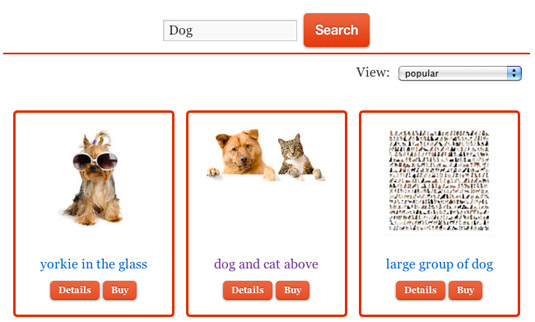 Dog Search
View: popular
yorkie in the glass dog and cat above large group of dog
Details Buy Details Buy Details Buy